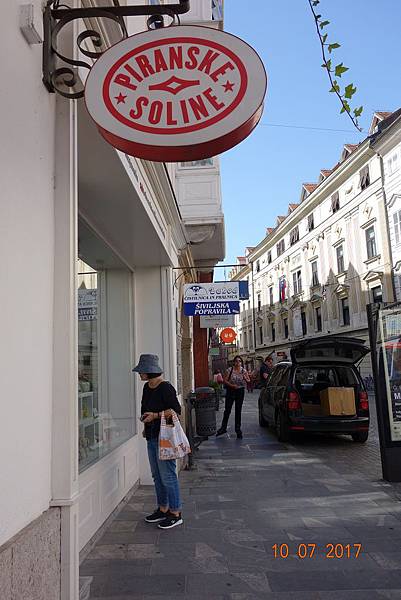 PIRANSKE
SOLINE
ČISTILNICA IN PRALNICA
ŠIVILJSKA
POPRAVILA
10 07 2017